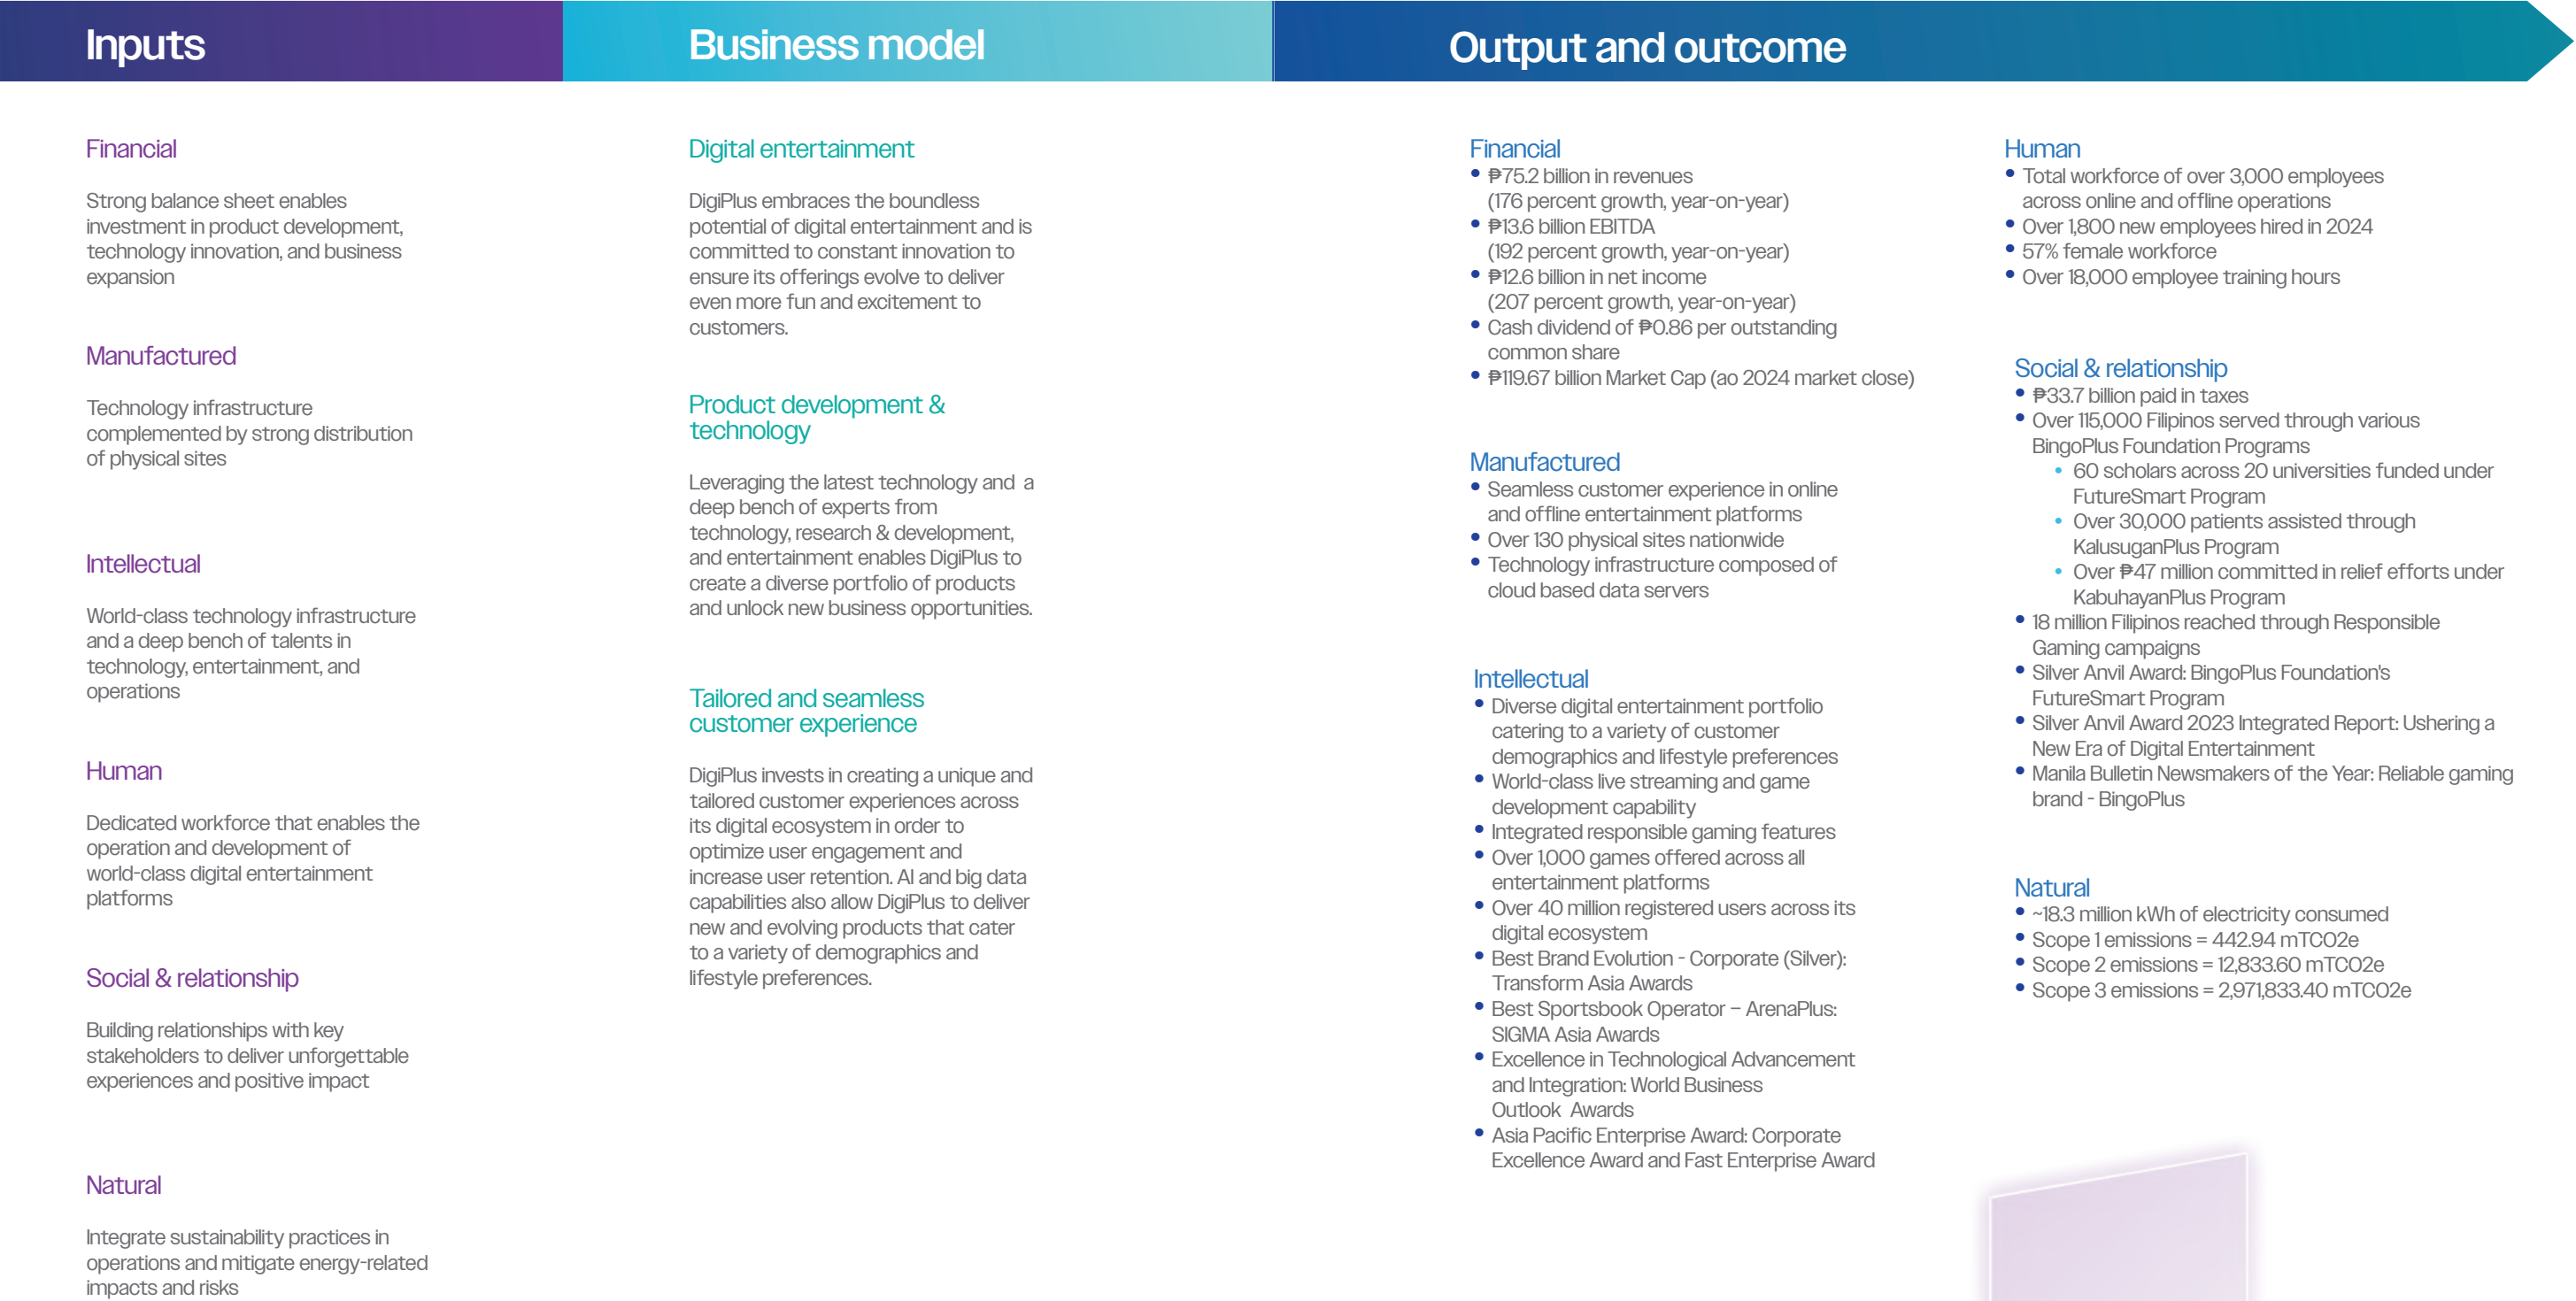 Inputs
Business model
Output and outcome
Financial
Strong balance sheet enables
investment in product development,
technology innovation, and business
expansion
Manufactured
Technology infrastructure
complemented by strong distribution
of physical sites
Intellectual
World-class technology infrastructure
and a deep bench of talents in
technology, entertainment, and
operations
Human
Dedicated workforce that enables the
operation and development of
world-class digital entertainment
platforms
Social & relationship
Building relationships with key
stakeholders to deliver unforgettable
experiences and positive impact
Natural
Integrate sustainability practices in
operations and mitigate energy-related
impacts and risks
Digital entertainment
DigiPlus embraces the boundless
potential of digital entertainment and is
committed to constant innovation to
ensure its offerings evolve to deliver
even more fun and excitement to
customers.
Product development &
technology
Leveraging the latest technology and a
deep bench of experts from
technology, research & development,
and entertainment enables DigiPlus to
create a diverse portfolio of products
and unlock new business opportunities.
Tailored and seamless
customer experience
DigiPlus invests in creating a unique and
tailored customer experiences across
its digital ecosystem in order to
optimize user engagement and
increase user retention. AI and big data
capabilities also allow DigiPlus to deliver
new and evolving products that cater
to a variety of demographics and
lifestyle preferences.
Financial
• ₱75.2 billion in revenues
(176 percent growth, year-on-year)
• ₱13.6 billion EBITDA
(192 percent growth, year-on-year)
• ₱12.6 billion in net income
(207 percent growth, year-on-year)
• Cash dividend of ₱0.86 per outstanding
common share
• ₱119.67 billion Market Cap (ao 2024 market close)
Manufactured
• Seamless customer experience in online
and offline entertainment platforms
• Over 130 physical sites nationwide
• Technology infrastructure composed of
cloud based data servers
Intellectual
• Diverse digital entertainment portfolio
catering to a variety of customer
demographics and lifestyle preferences
• World-class live streaming and game
development capability
• Integrated responsible gaming features
• Over 1,000 games offered across all
entertainment platforms
• Over 40 million registered users across its
digital ecosystem
• Best Brand Evolution - Corporate (Silver):
Transform Asia Awards
• Best Sportsbook Operator – ArenaPlus:
SIGMA Asia Awards
• Excellence in Technological Advancement
and Integration: World Business
Outlook Awards
• Asia Pacific Enterprise Award: Corporate
Excellence Award and Fast Enterprise Award
Human
• Total workforce of over 3,000 employees
across online and offline operations
• Over 1,800 new employees hired in 2024
• 57% female workforce
• Over 18,000 employee training hours
Social & relationship
• ₱33.7 billion paid in taxes
• Over 115,000 Filipinos served through various
BingoPlus Foundation Programs
• 60 scholars across 20 universities funded under
FutureSmart Program
• Over 30,000 patients assisted through
KalusuganPlus Program
• Over ₱47 million committed in relief efforts under
KabuhayanPlus Program
• 18 million Filipinos reached through Responsible
Gaming campaigns
• Silver Anvil Award: BingoPlus Foundation's
FutureSmart Program
• Silver Anvil Award 2023 Integrated Report: Ushering a
New Era of Digital Entertainment
• Manila Bulletin Newsmakers of the Year: Reliable gaming
brand - BingoPlus
Natural
• ~18.3 million kWh of electricity consumed
• Scope 1 emissions = 442.94 mTCO2e
• Scope 2 emissions = 12,833.60 mTCO2e
• Scope 3 emissions = 2,971,833.40 mTCO2e